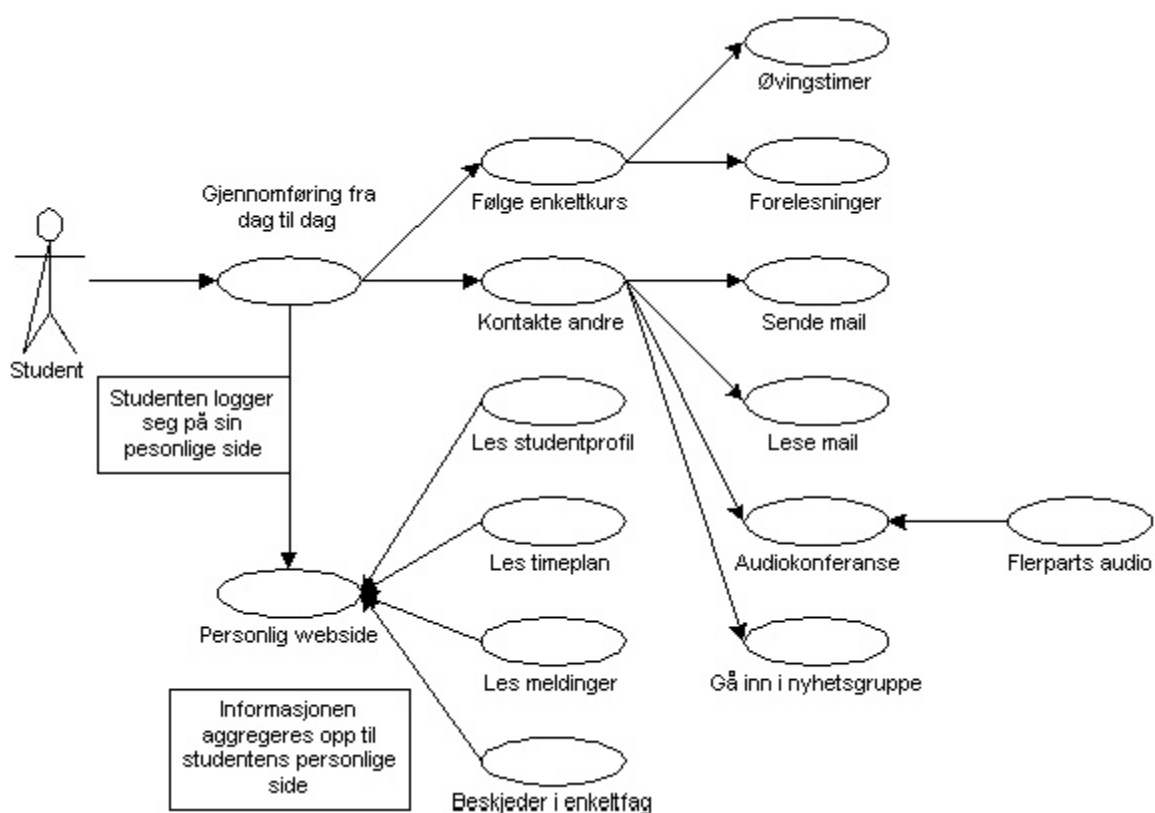 Øvingstimer
Gjennomføring fra
dag til dag
Følge enkeltkurs
Forelesninger
Student
Kontakte andre
Sende mail
Studenten logger
seg på sin
pesonlige side
Les studentprofil
Lese mail
Les timeplan
Audiokonferanse
Flerparts audio
Personlig webside
Les meldinger
Gå inn i nyhetsgruppe
Informasjonen
aggregeres opp til
studentens personlige
side
Beskjeder i enkeltfag